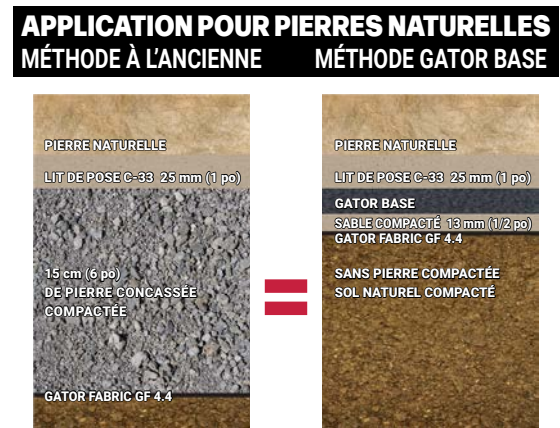 APPLICATION POUR PIERRES NATURELLES
MÉTHODE À L'ANCIENNE
PIERRE NATURELLE
LIT DE POSE C-33 25 mm (1 po)
15 cm (6 po)
DE PIERRE CONCASSÉE
COMPACTÉE
GATOR FABRIC GF 4.4
MÉTHODE GATOR BASE
PIERRE NATURELLE
LIT DE POSE C-33 25 mm (1 po)
GATOR BASE
SABLE COMPACTÉ 13 mm (1/2 po)
GATOR FABRIC GF 4.4
SANS PIERRE COMPACTÉE
SOL NATUREL COMPACTÉ